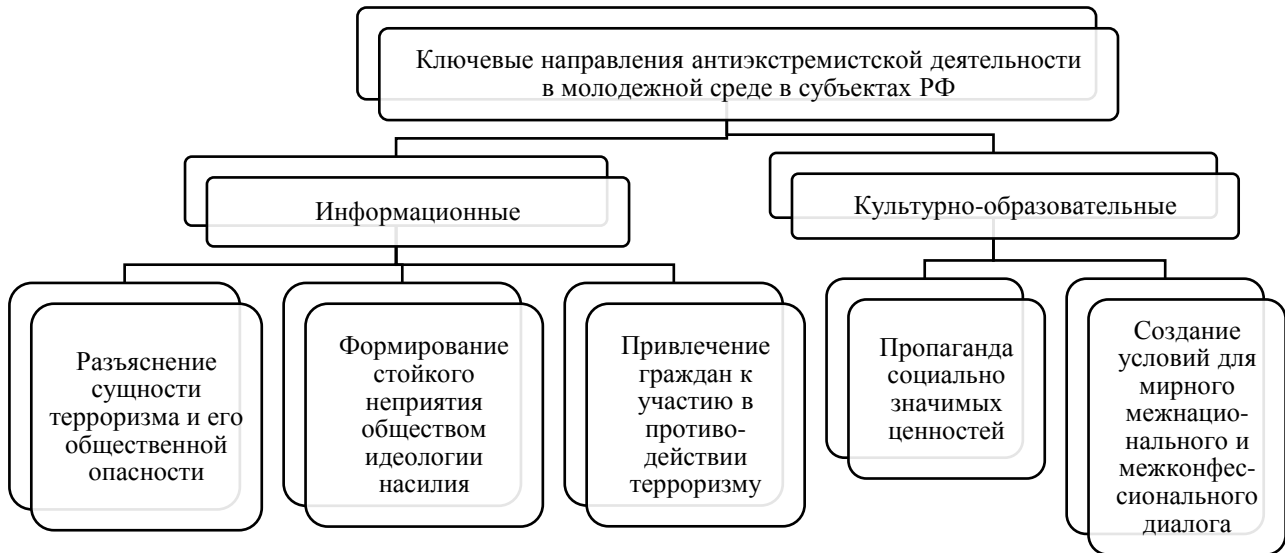 Ключевые направления антиэкстремистской деятельности
в молодежной среде в субъектах РФ
Информационные
Культурно-образовательные
Разъяснение
сущности
терроризма и его
общественной
опасности
Формирование
стойкого
неприятия
обществом
идеологии
насилия
Привлечение
граждан к
участию в
противо-
действии
терроризму
Пропаганда
социально
значимых
ценностей
Создание
условий для
мирного
межнацио-
нального и
межконфес-
сионального
диалога